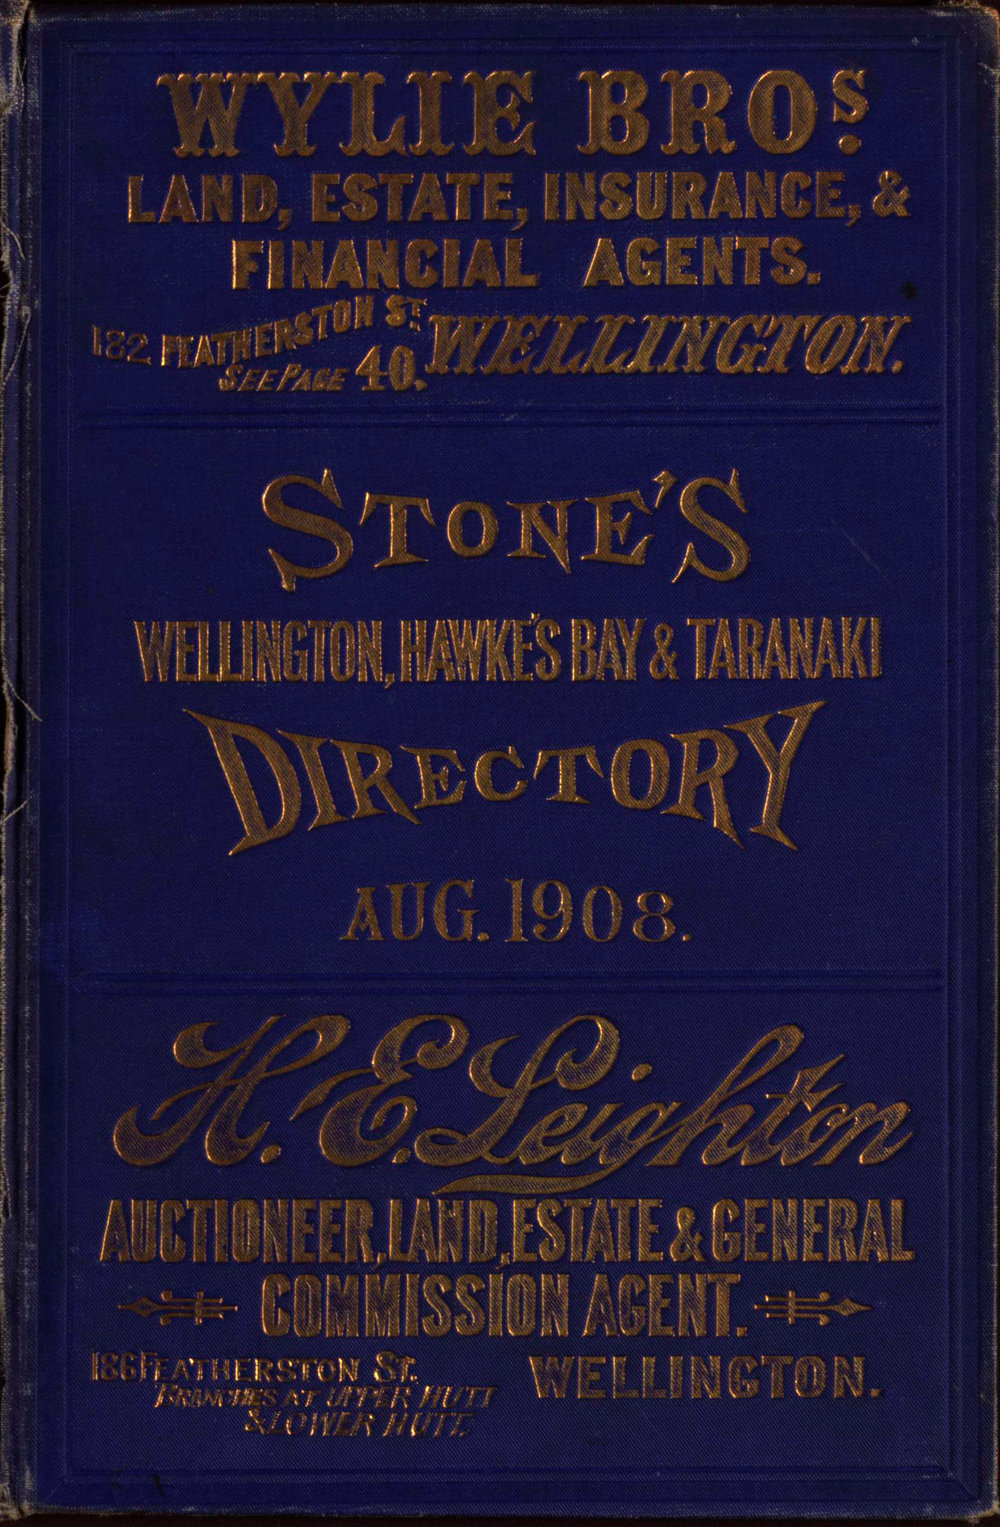 WYLIE BROS.
LAND, ESTATE, INSURANCE, &
FINANCIAL AGENTS.
182 FEATHERSTON ST. WELLINGTON.
SEE PAGE 40.
STONE'S
WELLINGTON, HAWKE'S BAY & TARANAKI
DIRECTORY
AUG. 1908.
H. E. Leighton
AUCTIONEER, LAND, ESTATE & GENERAL
COMMISSION AGENT.
186 FEATHERSTON ST. WELLINGTON.
BRANCHES AT UPPER HUTT
& LOWER HUTT.